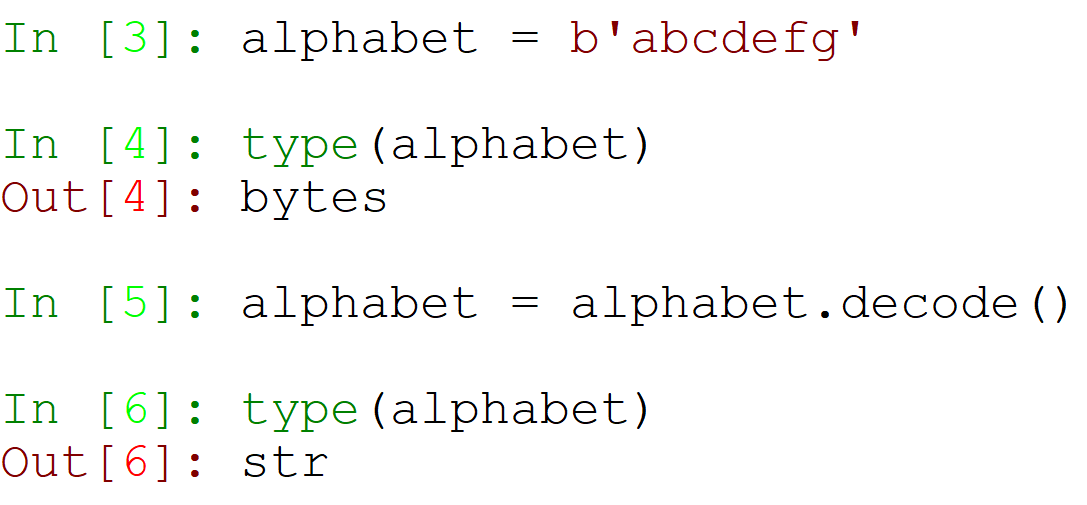 In [3]: alphabet = b'abcdefg'
In [4]: type(alphabet)
Out[4]: bytes
In [5]: alphabet = alphabet.decode()
In [6]: type(alphabet)
Out[6]: str